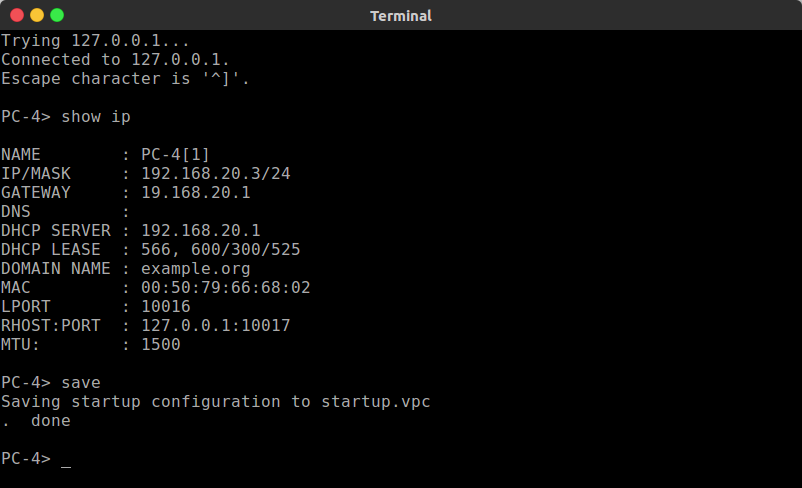 Terminal
Trying 127.0.0.1...
Connected to 127.0.0.1.
Escape character is '^]'.
PC-4> show ip
NAME        : PC-4[1]
IP/MASK     : 192.168.20.3/24
GATEWAY     : 19.168.20.1
DNS         :
DHCP SERVER : 192.168.20.1
DHCP LEASE  : 566, 600/300/525
DOMAIN NAME : example.org
MAC         : 00:50:79:66:68:02
LPORT       : 10016
RHOST:PORT  : 127.0.0.1:10017
MTU:        : 1500
PC-4> save
Saving startup configuration to startup.vpc
.  done
PC-4> _